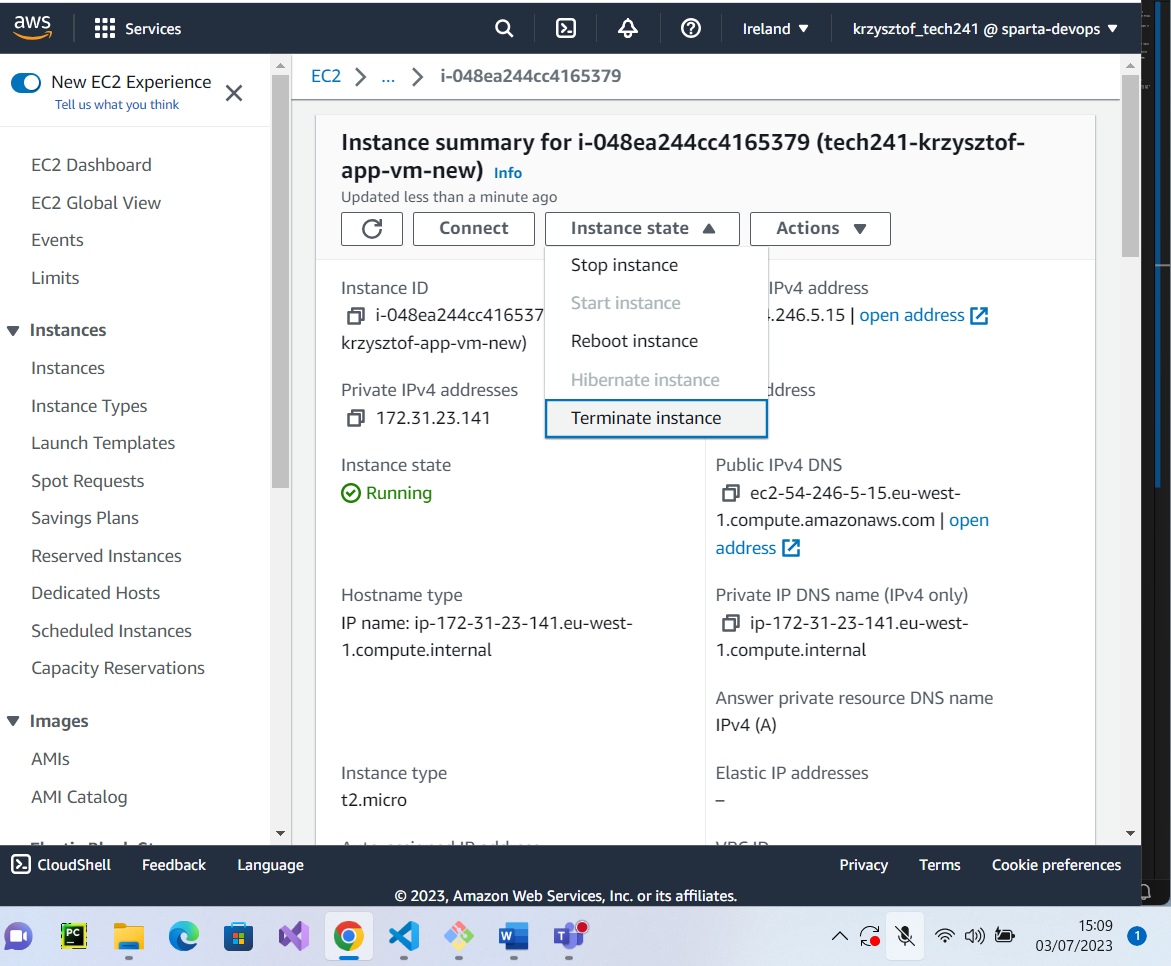 aws
Services
Ireland
krzysztof_tech241 @ sparta-devops
New EC2 Experience
Tell us what you think
EC2 Dashboard
EC2 Global View
Events
Limits
Instances
Instances
Instance Types
Launch Templates
Spot Requests
Savings Plans
Reserved Instances
Dedicated Hosts
Scheduled Instances
Capacity Reservations
Images
AMIs
AMI Catalog
EC2
...
i-048ea244cc4165379
Instance summary for i-048ea244cc4165379 (tech241-krzysztof-
app-vm-new) Info
Updated less than a minute ago
Connect
Instance state
Actions
Stop instance
Start instance
Reboot instance
Hibernate instance
Terminate instance
Instance ID
i-048ea244cc416537
krzysztof-app-vm-new)
IPv4 address
.246.5.15 | open address
Private IPv4 addresses
172.31.23.141
ddress
Instance state
Running
Public IPv4 DNS
ec2-54-246-5-15.eu-west-
1.compute.amazonaws.com | open
address
Hostname type
IP name: ip-172-31-23-141.eu-west-
1.compute.internal
Private IP DNS name (IPv4 only)
ip-172-31-23-141.eu-west-
1.compute.internal
Answer private resource DNS name
IPv4 (A)
Instance type
t2.micro
Elastic IP addresses
–
CloudShell
Feedback
Language
Privacy
Terms
Cookie preferences
© 2023, Amazon Web Services, Inc. or its affiliates.
PC
W
T
15:09
03/07/2023
1